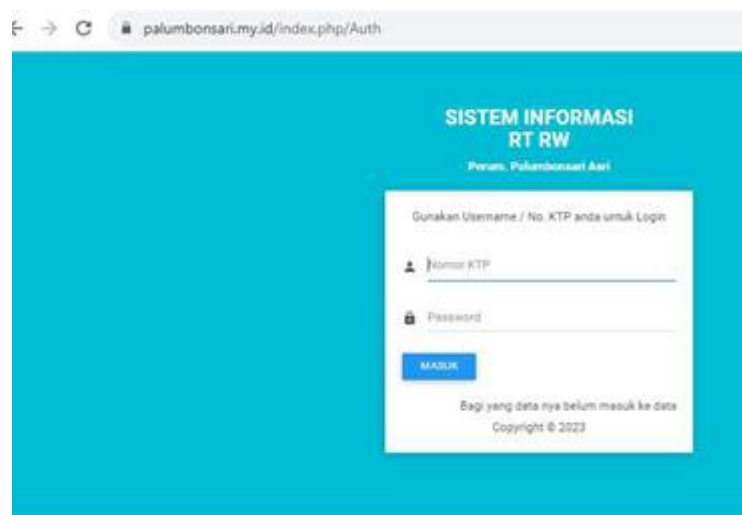 palumbonsari.my.id/index.php/Auth
SISTEM INFORMASI
RT RW
Perum. Palumbonsari Asri
Gunakan Username / No. KTP anda untuk Login
Nomor KTP
Password
MASUK
Bagi yang data nya belum masuk ke data
Copyright © 2023